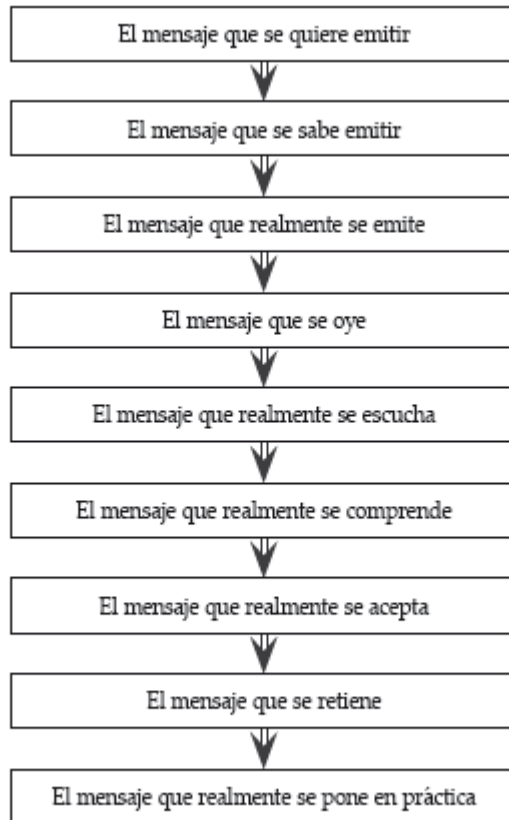 El mensaje que se quiere emitir
El mensaje que se sabe emitir
El mensaje que realmente se emite
El mensaje que se oye
El mensaje que realmente se escucha
El mensaje que realmente se comprende
El mensaje que realmente se acepta
El mensaje que se retiene
El mensaje que realmente se pone en práctica